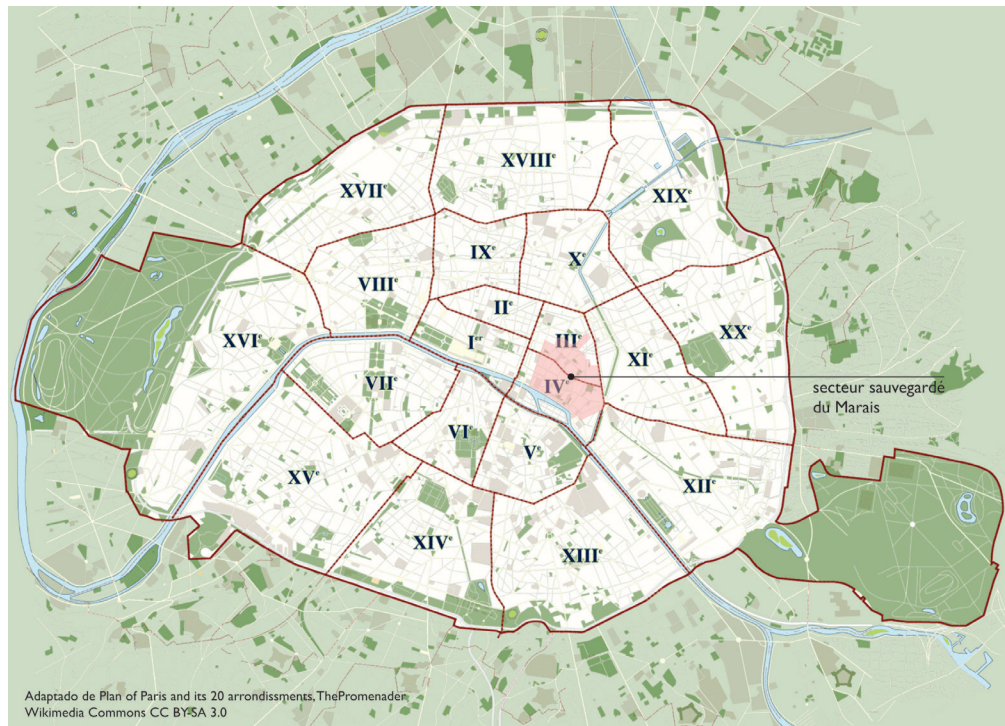 XVIIIe
XVIIe
XIXe
IXe
Xe
VIIIe
IIe
Ier
IIIe
XVIe
XXe
XIe
VIIe
IVe
secteur sauvegardé
du Marais
VIe
Ve
XVe
XIIe
XIVe
XIIIe
Adaptado de Plan of Paris and its 20 arrondissments, ThePromenader
Wikimedia Commons CC BY-SA 3.0